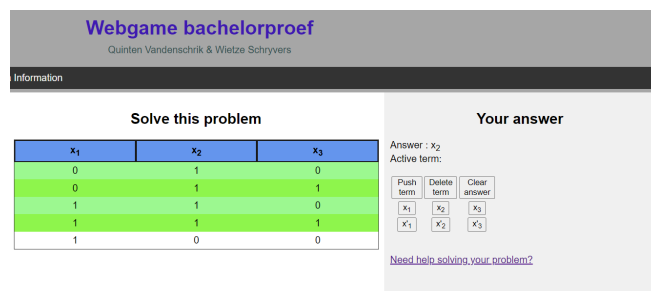 Webgame bachelorproef
Quinten Vandenschrik & Wietze Schryvers
Information
Solve this problem
x1 x2 x3
0 1 0
0 1 1
1 1 0
1 1 1
1 0 0
Your answer
Answer : x2
Active term:
Push term Delete term Clear answer
x1 x2 x3
x'1 x'2 x'3
Need help solving your problem?